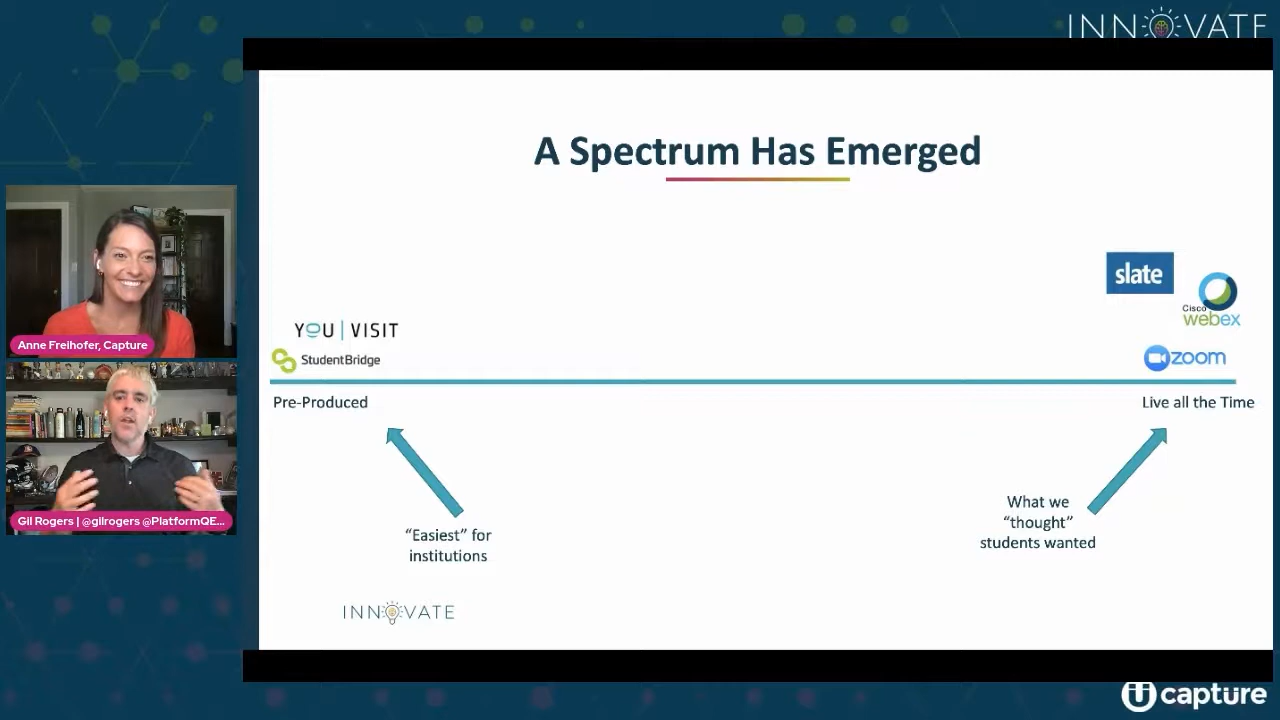 INNOVATE
A Spectrum Has Emerged
slate
Cisco
webex
YOU | VISIT
StudentBridge
zoom
Pre-Produced
Live all the Time
Anne Freihofer, Capture
What we
“thought”
students wanted
“Easiest” for
institutions
Gil Rogers | @gilrogers @PlatformQE...
INNOVATE
capture